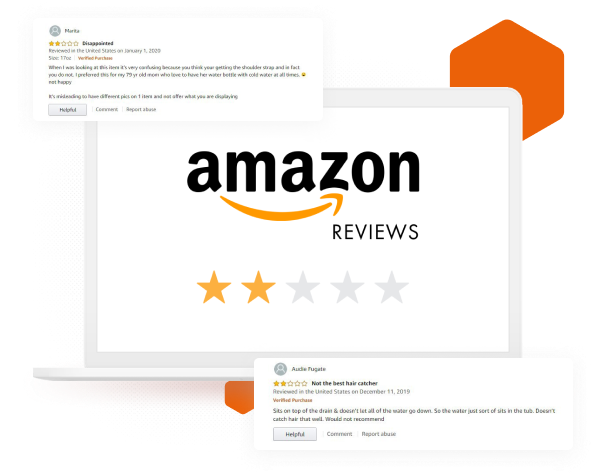 Marita
Disappointed
Reviewed in the United States on January 1, 2020
Size: 17oz Verified Purchase
When I was looking at this item it's very confusing because you think your getting the shoulder strap and in fact
you do not. I preferred this for my 79 yr old mom who love to have her water bottle with cold water at all times. 😟
not happy
It's misleading to have different pics on 1 item and not offer what you are displaying
Helpful Comment Report abuse
amazon
REVIEWS
Audie Fugate
Not the best hair catcher
Reviewed in the United States on December 11, 2019
Verified Purchase
Sits on top of the drain & doesn't let all of the water go down. So the water just sort of sits in the tub. Doesn't
catch hair that well. Would not recommend
Helpful Comment Report abuse